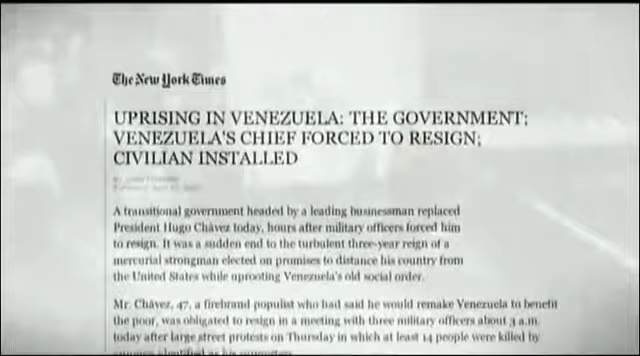 The New York Times
UPRISING IN VENEZUELA: THE GOVERNMENT;
VENEZUELA'S CHIEF FORCED TO RESIGN;
CIVILIAN INSTALLED
A transitional government headed by a leading businessman replaced
President Hugo Chávez today, hours after military officers forced him
to resign. It was a sudden end to the turbulent three-year reign of a
mercurial strongman elected on promises to distance his country from
the United States while uprooting Venezuela's old social order.
Mr. Chávez, 47, a firebrand populist who had said he would remake Venezuela to benefit
the poor, was obligated to resign in a meeting with three military officers about 3 a.m.
today after large street protests on Thursday in which at least 14 people were killed by